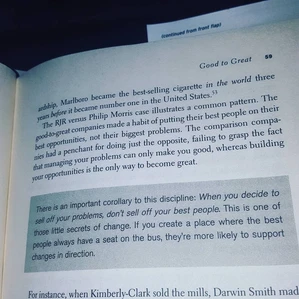 (continued from front flap)
Good to Great 59
ardship, Marlboro became the best-selling cigarette in the world three
years before it became number one in the United States.53
The RJR versus Philip Morris case illustrates a common pattern. The
good-to-great companies made a habit of putting their best people on their
best opportunities, not their biggest problems. The comparison compa-
nies had a penchant for doing just the opposite, failing to grasp the fact
that managing your problems can only make you good, whereas building
your opportunities is the only way to become great.
There is an important corollary to this discipline: When you decide to
sell off your problems, don't sell off your best people. This is one of
those little secrets of change. If you create a place where the best
people always have a seat on the bus, they're more likely to support
changes in direction.
For instance, when Kimberly-Clark sold the mills, Darwin Smith mad